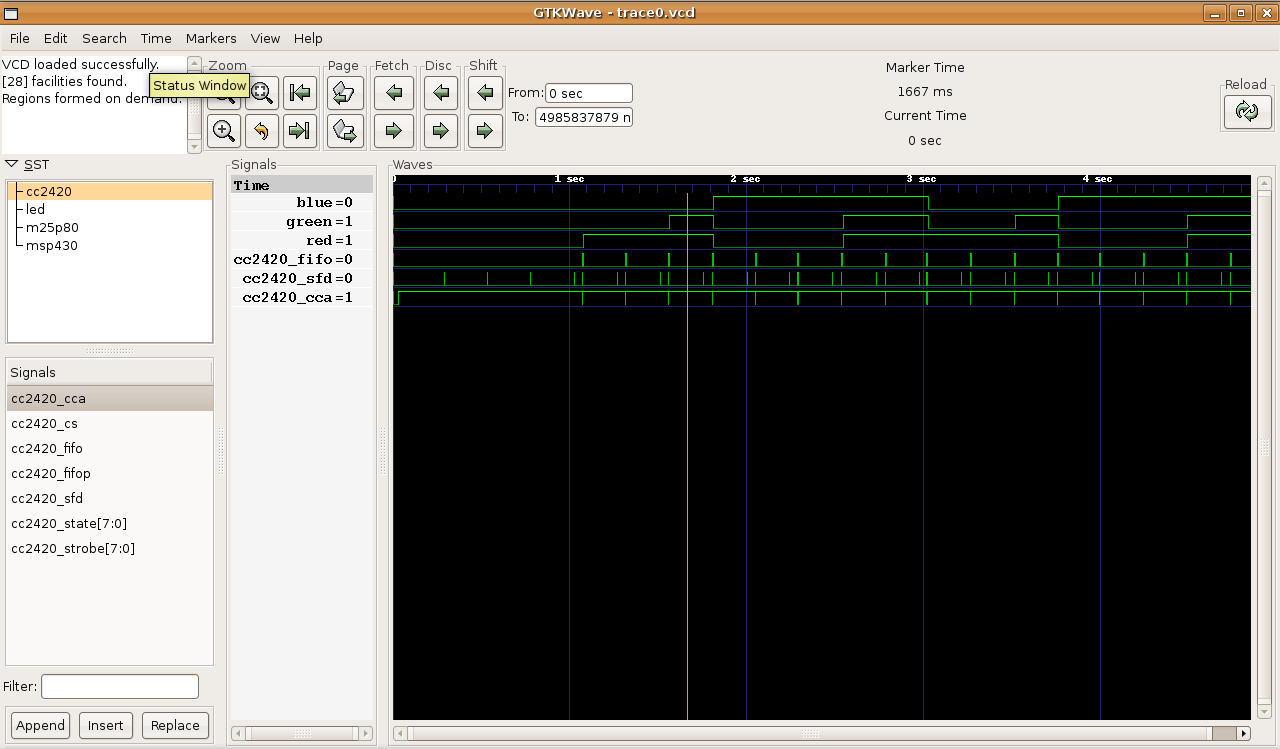 GTKWave - trace0.vcd
File Edit Search Time Markers View Help
VCD loaded successfully.
[28] facilities found.
Regions formed on demand.
Status Window
Zoom
Page
Fetch
Disc
Shift
From: 0 sec
To: 4985837879 n
Marker Time
1667 ms
Current Time
0 sec
Reload
SST
cc2420
led
m25p80
msp430
Signals
cc2420_cca
cc2420_cs
cc2420_fifo
cc2420_fifop
cc2420_sfd
cc2420_state[7:0]
cc2420_strobe[7:0]
Filter:
Append Insert Replace
Signals
Time
blue=0
green=1
red=1
cc2420_fifo=0
cc2420_sfd=0
cc2420_cca=1
Waves
1 sec 2 sec 3 sec 4 sec